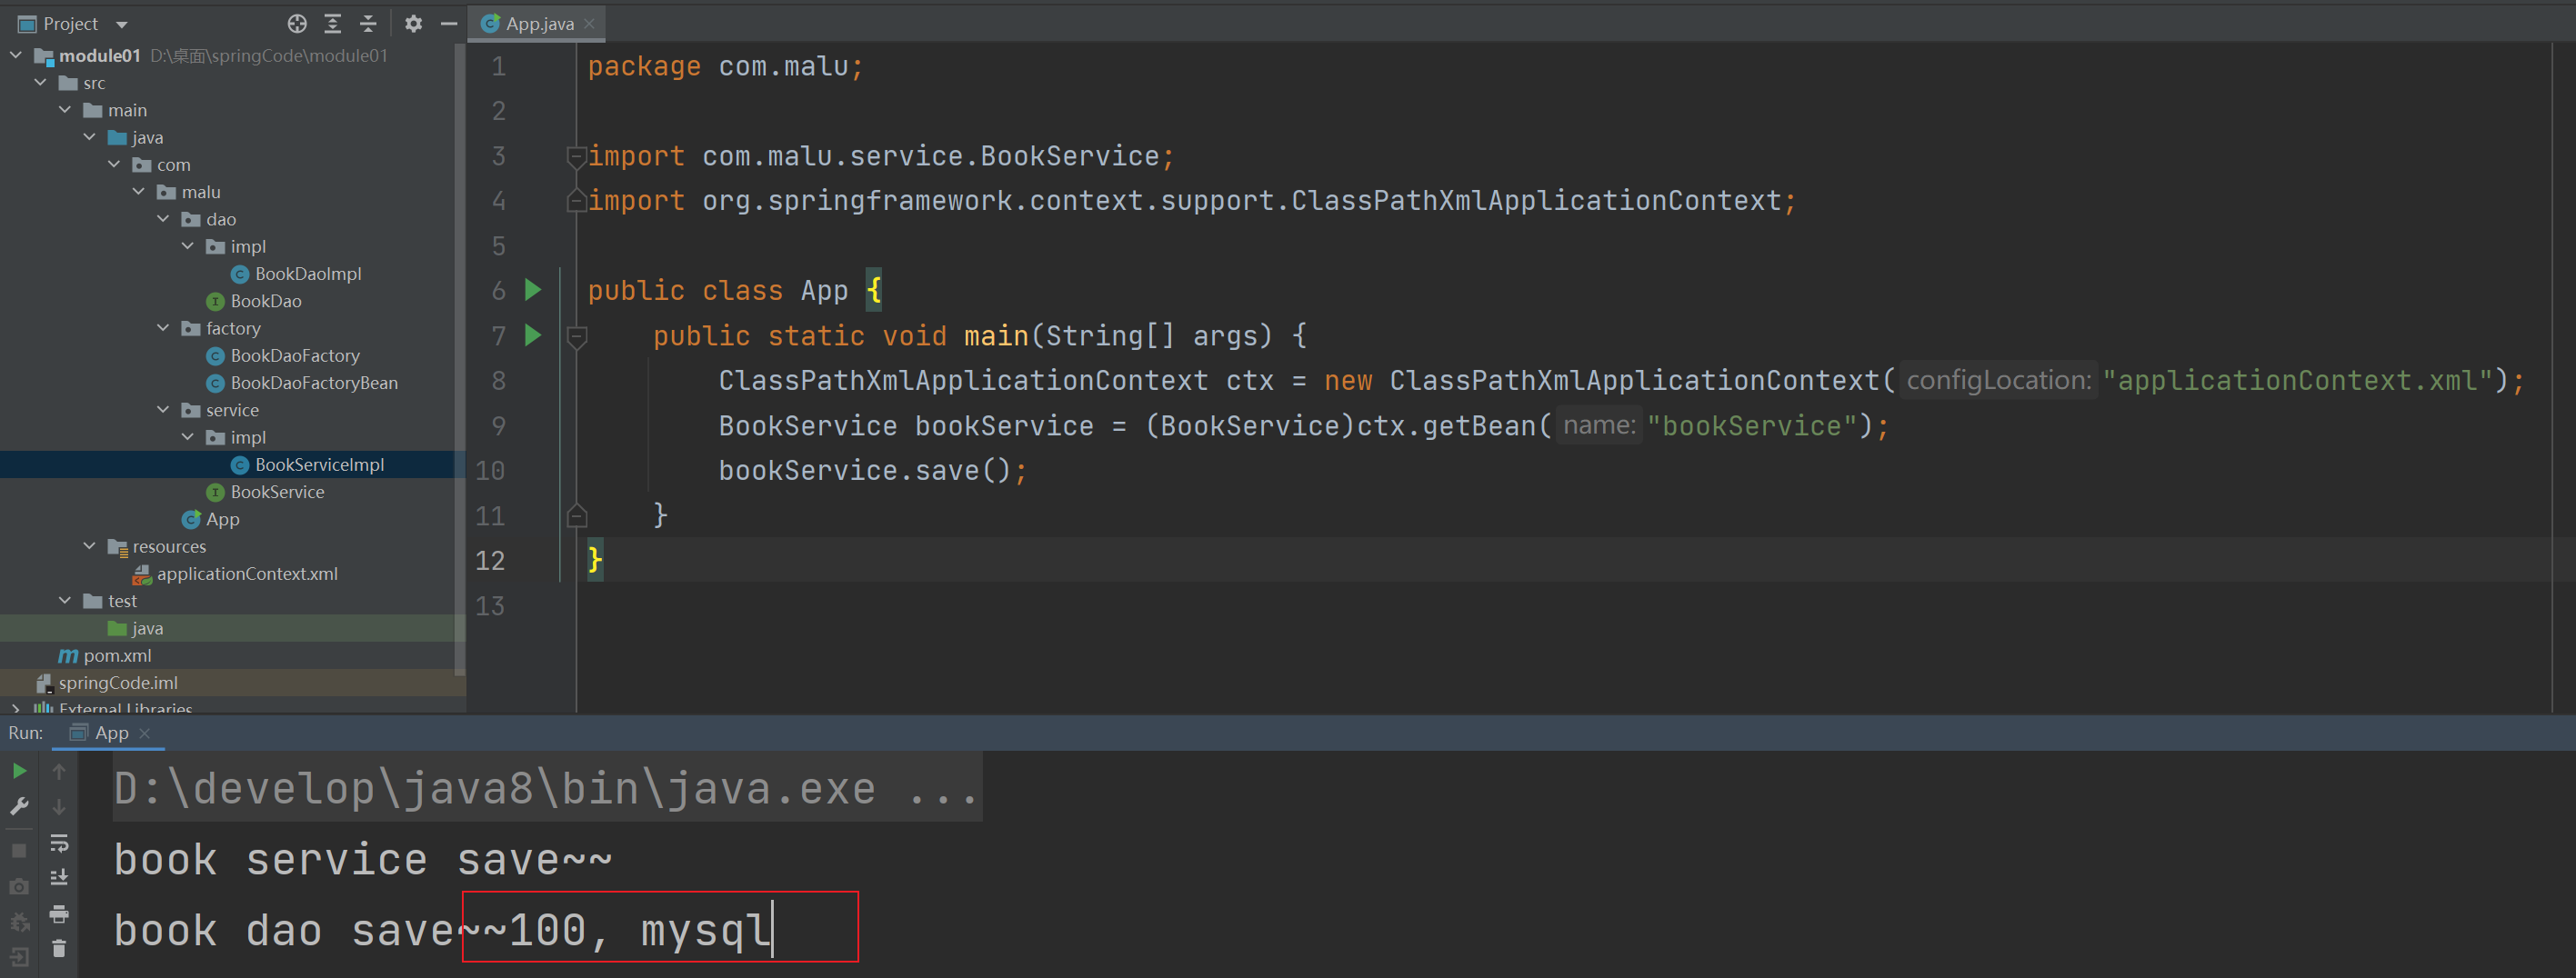 Project
App.java
module01 D:\桌面\springCode\module01
src
main
java
com
malu
dao
impl
BookDaoImpl
BookDao
factory
BookDaoFactory
BookDaoFactoryBean
service
impl
BookServiceImpl
BookService
App
resources
applicationContext.xml
test
java
pom.xml
springCode.iml
External Libraries
1 package com.malu;
2
3 import com.malu.service.BookService;
4 import org.springframework.context.support.ClassPathXmlApplicationContext;
5
6 public class App {
7 public static void main(String[] args) {
8 ClassPathXmlApplicationContext ctx = new ClassPathXmlApplicationContext( configLocation: "applicationContext.xml");
9 BookService bookService = (BookService)ctx.getBean( name: "bookService");
10 bookService.save();
11 }
12 }
13
Run: App
D:\develop\java8\bin\java.exe ...
book service save~~
book dao save~~100, mysql